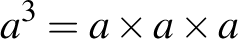 a³ = a × a × a